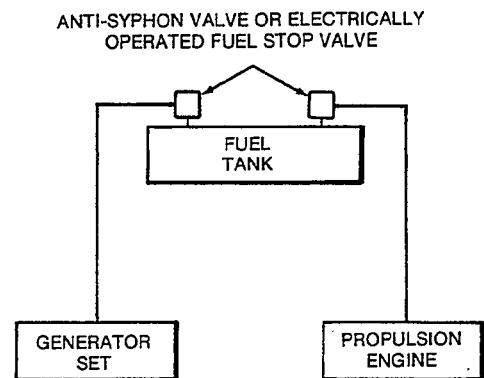 ANTI-SYPHON VALVE OR ELECTRICALLY
OPERATED FUEL STOP VALVE
FUEL
TANK
GENERATOR
SET
PROPULSION
ENGINE